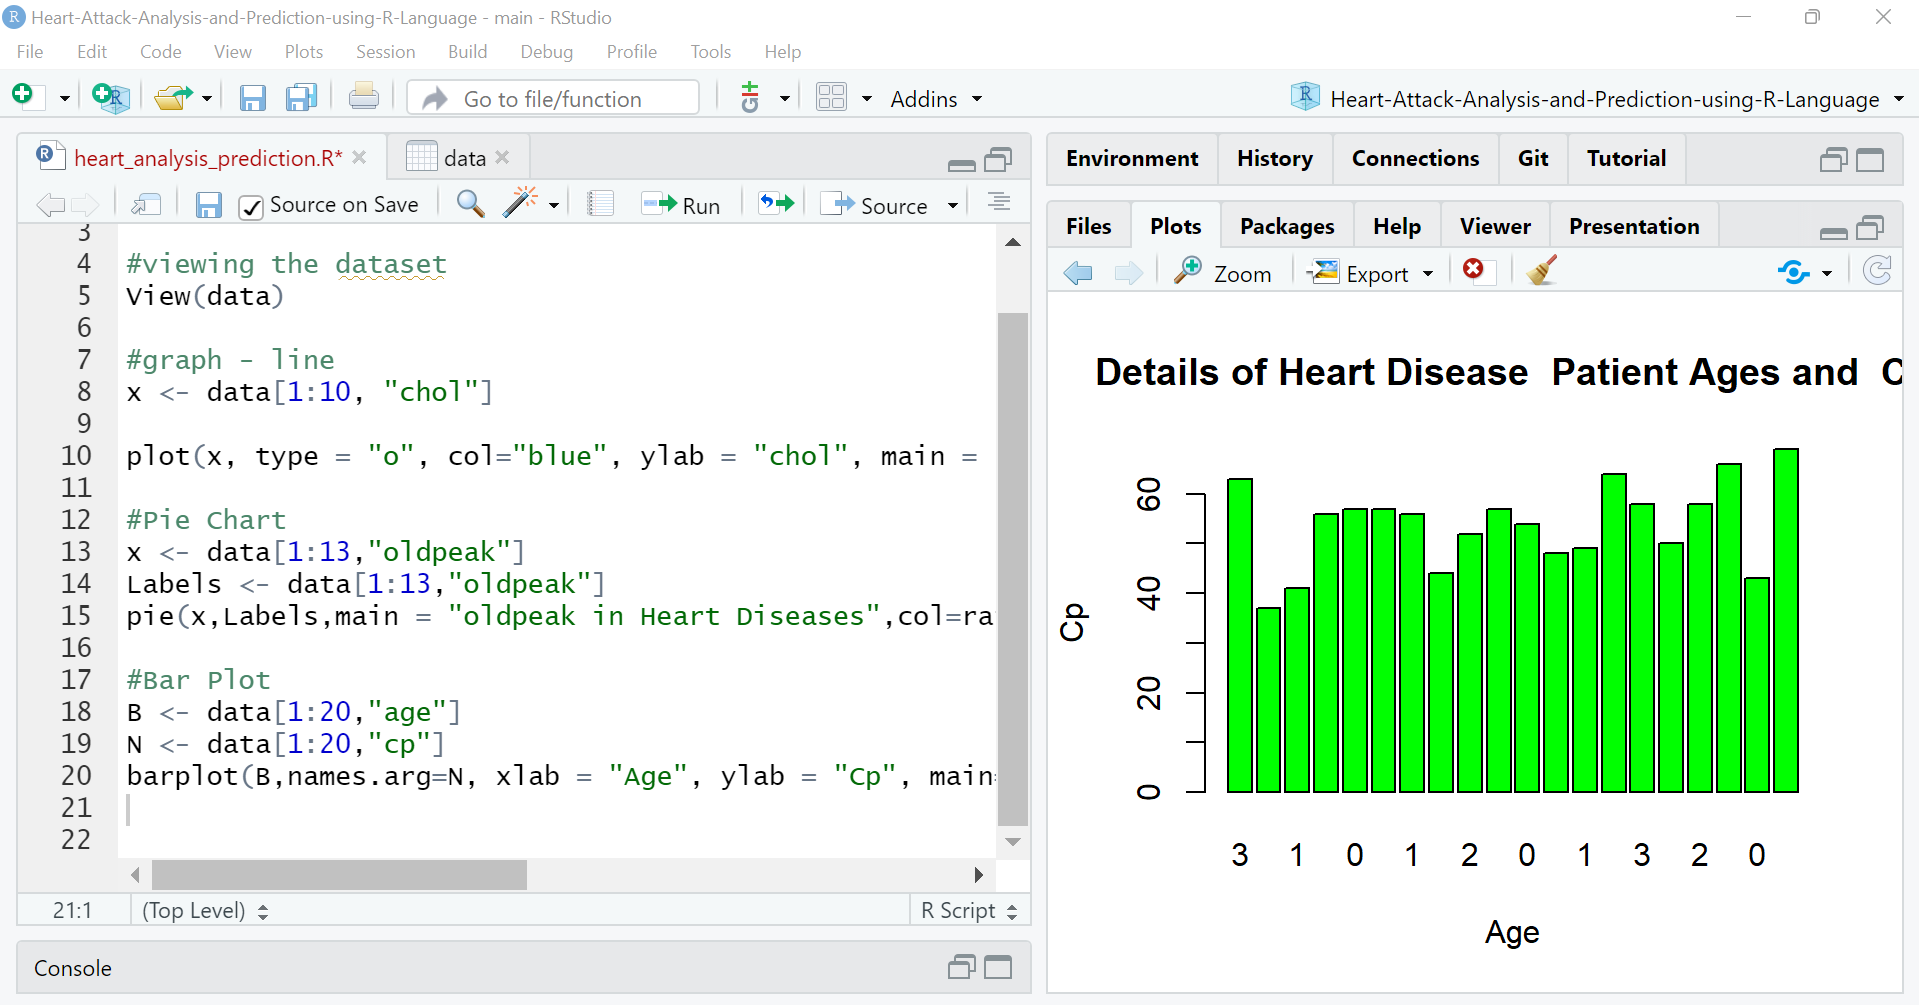 R Heart-Attack-Analysis-and-Prediction-using-R-Language - main - RStudio
File Edit Code View Plots Session Build Debug Profile Tools Help
Go to file/function Addins R Heart-Attack-Analysis-and-Prediction-using-R-Language
heart_analysis_prediction.R* data
Source on Save Run Source
3
4 #viewing the dataset
5 View(data)
6
7 #graph - line
8 x <- data[1:10, "chol"]
9
10 plot(x, type = "o", col="blue", ylab = "chol", main =
11
12 #Pie Chart
13 x <- data[1:13,"oldpeak"]
14 Labels <- data[1:13,"oldpeak"]
15 pie(x,Labels,main = "oldpeak in Heart Diseases",col=ra
16
17 #Bar Plot
18 B <- data[1:20,"age"]
19 N <- data[1:20,"cp"]
20 barplot(B,names.arg=N, xlab = "Age", ylab = "Cp", main
21
22
21:1 (Top Level) R Script
Console
Environment History Connections Git Tutorial
Files Plots Packages Help Viewer Presentation
Zoom Export
Details of Heart Disease  Patient Ages and  C
Cp
60
40
20
0
3 1 0 1 2 0 1 3 2 0
Age